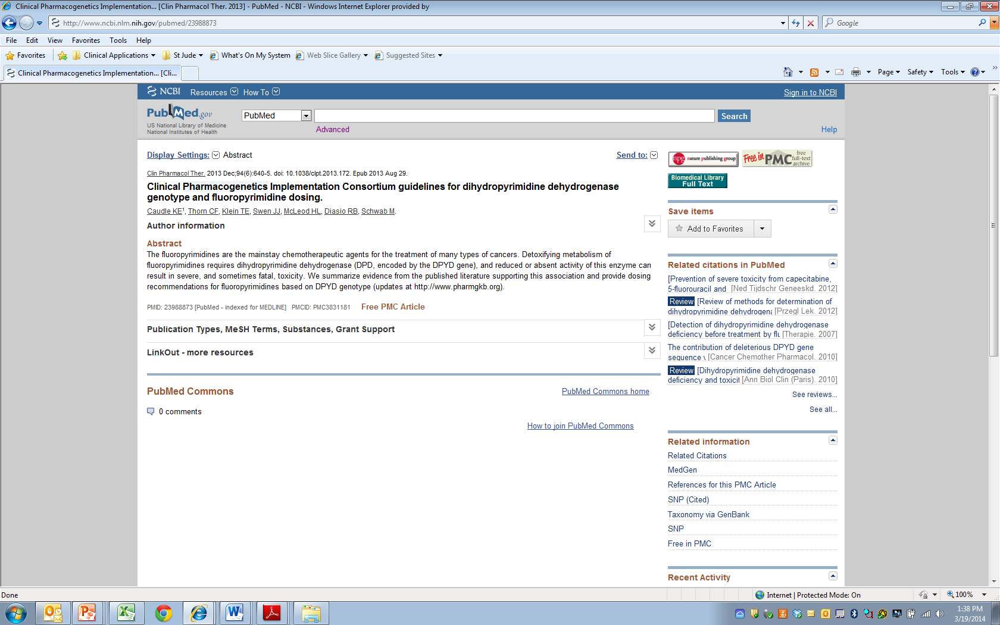 Clinical Pharmacogenetics Implementation... [Clin Pharmacol Ther. 2013] - PubMed - NCBI - Windows Internet Explorer provided by
http://www.ncbi.nlm.nih.gov/pubmed/23988873
Google
File Edit View Favorites Tools Help
Favorites Clinical Applications St Jude What's On My System Web Slice Gallery Suggested Sites
Clinical Pharmacogenetics Implementation... [Cli...
Page Safety Tools
NCBI Resources How To Sign in to NCBI
PubMed.gov
US National Library of Medicine
National Institutes of Health
PubMed
Search
Advanced
Help
Display Settings: Abstract
Send to:
Clin Pharmacol Ther. 2013 Dec;94(6):640-5. doi: 10.1038/clpt.2013.172. Epub 2013 Aug 29.
Clinical Pharmacogenetics Implementation Consortium guidelines for dihydropyrimidine dehydrogenase
genotype and fluoropyrimidine dosing.
Caudle KE1, Thorn CF, Klein TE, Swen JJ, McLeod HL, Diasio RB, Schwab M.
Author information
Abstract
The fluoropyrimidines are the mainstay chemotherapeutic agents for the treatment of many types of cancers. Detoxifying metabolism of
fluoropyrimidines requires dihydropyrimidine dehydrogenase (DPD, encoded by the DPYD gene), and reduced or absent activity of this enzyme can
result in severe, and sometimes fatal, toxicity. We summarize evidence from the published literature supporting this association and provide dosing
recommendations for fluoropyrimidines based on DPYD genotype (updates at http://www.pharmgkb.org).
PMID: 23988873 [PubMed - indexed for MEDLINE] PMCID: PMC3831181 Free PMC Article
Publication Types, MeSH Terms, Substances, Grant Support
LinkOut - more resources
PubMed Commons
PubMed Commons home
0 comments
How to join PubMed Commons
npg nature publishing group
Free in PMC free full-text archive
Biomedical Library
Full Text
Save items
Add to Favorites
Related citations in PubMed
[Prevention of severe toxicity from capecitabine,
5-fluorouracil and [Ned Tijdschr Geneeskd. 2012]
Review [Review of methods for determination of
dihydropyrimidine dehydrogena [Przegl Lek. 2012]
[Detection of dihydropyrimidine dehydrogenase
deficiency before treatment by flu [Therapie. 2007]
The contribution of deleterious DPYD gene
sequence v [Cancer Chemother Pharmacol. 2010]
Review [Dihydropyrimidine dehydrogenase
deficiency and toxicit [Ann Biol Clin (Paris). 2010]
See reviews...
See all...
Related information
Related Citations
MedGen
References for this PMC Article
SNP (Cited)
Taxonomy via GenBank
SNP
Free in PMC
Recent Activity
Done
Internet | Protected Mode: On
100%
1:38 PM
3/19/2014